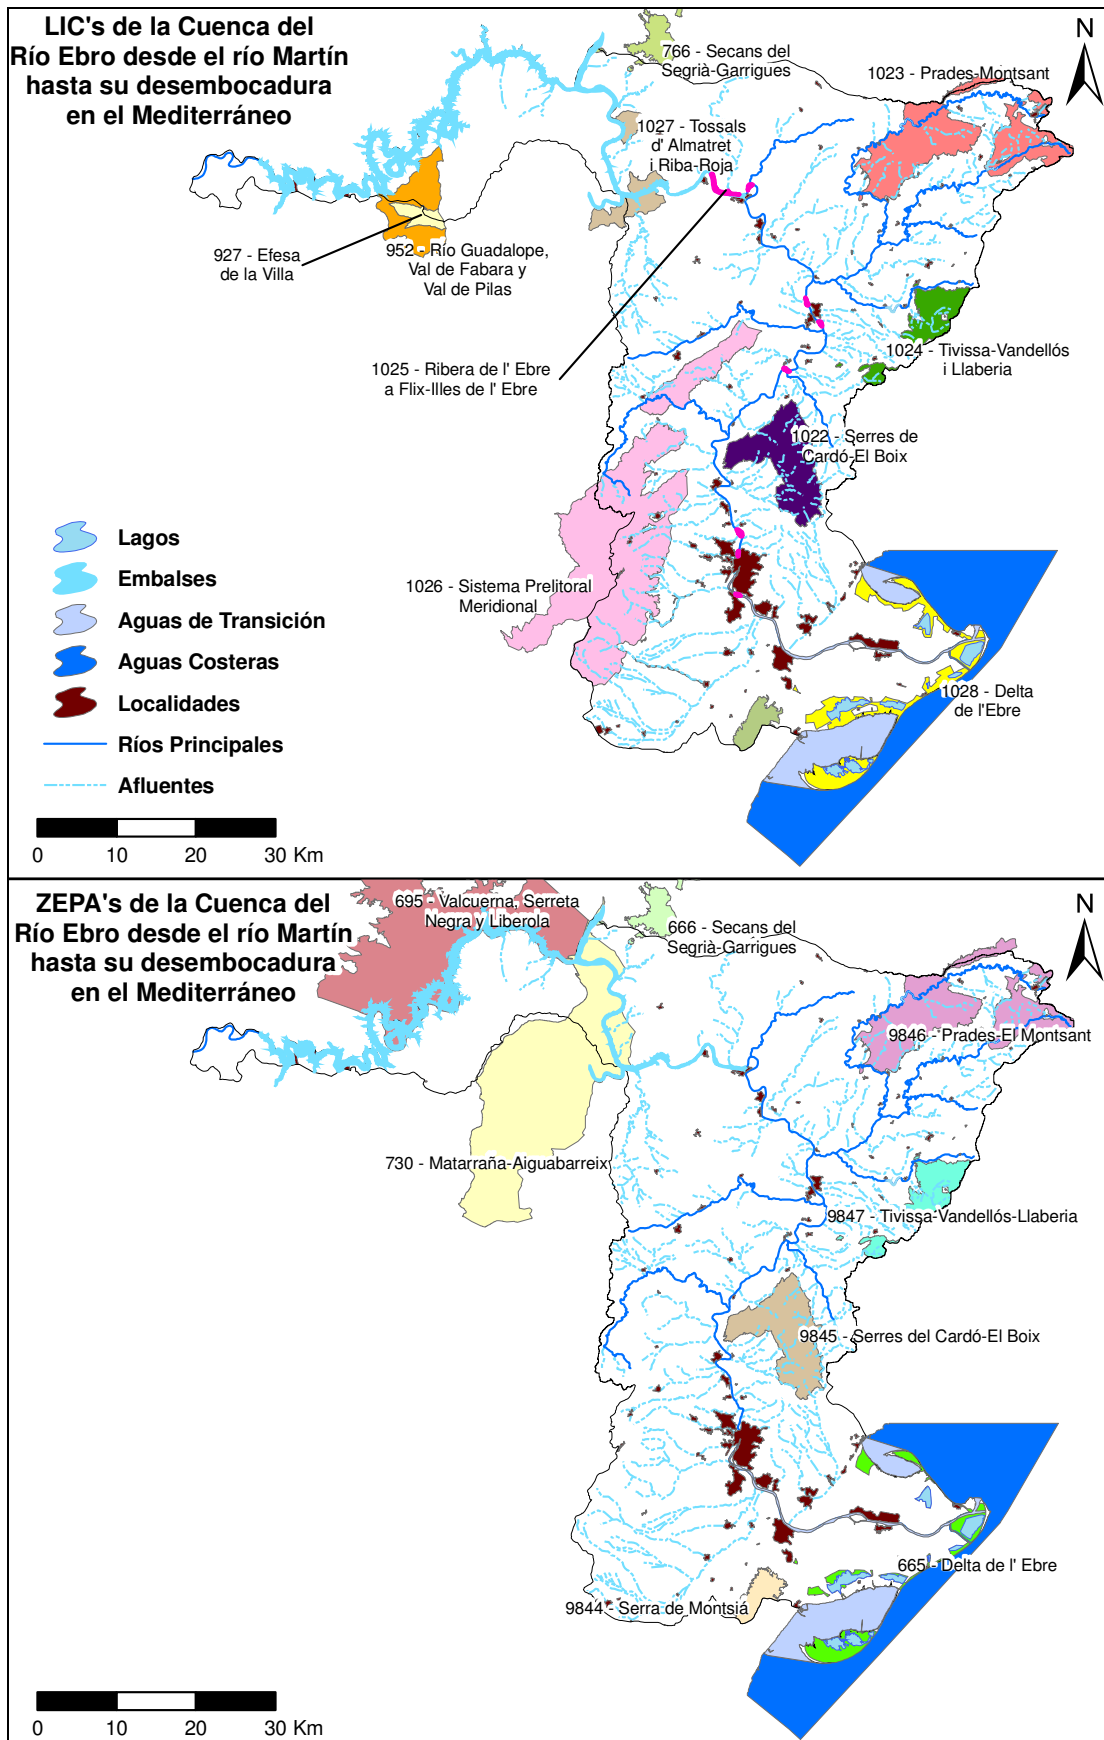 LIC's de la Cuenca del
Río Ebro desde el río Martín
hasta su desembocadura
en el Mediterráneo
766 - Secans del
Segrià-Garrigues
N
1023 - Prades-Montsant
1027 - Tossals
d' Almatret
i Riba-Roja
927 - Efesa
de la Villa
952 - Río Guadalope,
Val de Fabara y
Val de Pilas
1025 - Ribera de l' Ebre
a Flix-Illes de l' Ebre
1024 - Tivissa-Vandellós
i Llaberia
1022 - Serres de
Cardó-El Boix
1026 - Sistema Prelitoral
Meridional
1028 - Delta
de l'Ebre
Lagos
Embalses
Aguas de Transición
Aguas Costeras
Localidades
Ríos Principales
Afluentes
0 10 20 30 Km
ZEPA's de la Cuenca del
Río Ebro desde el río Martín
hasta su desembocadura
en el Mediterráneo
695 - Valcuerna, Serreta
Negra y Liberola
666 - Secans del
Segrià-Garrigues
N
9846 - Prades-El Montsant
730 - Matarraña-Aiguabarreix
9847 - Tivissa-Vandellós-Llaberia
9845 - Serres del Cardó-El Boix
665 - Delta de l' Ebre
9844 - Serra de Montsiá
0 10 20 30 Km